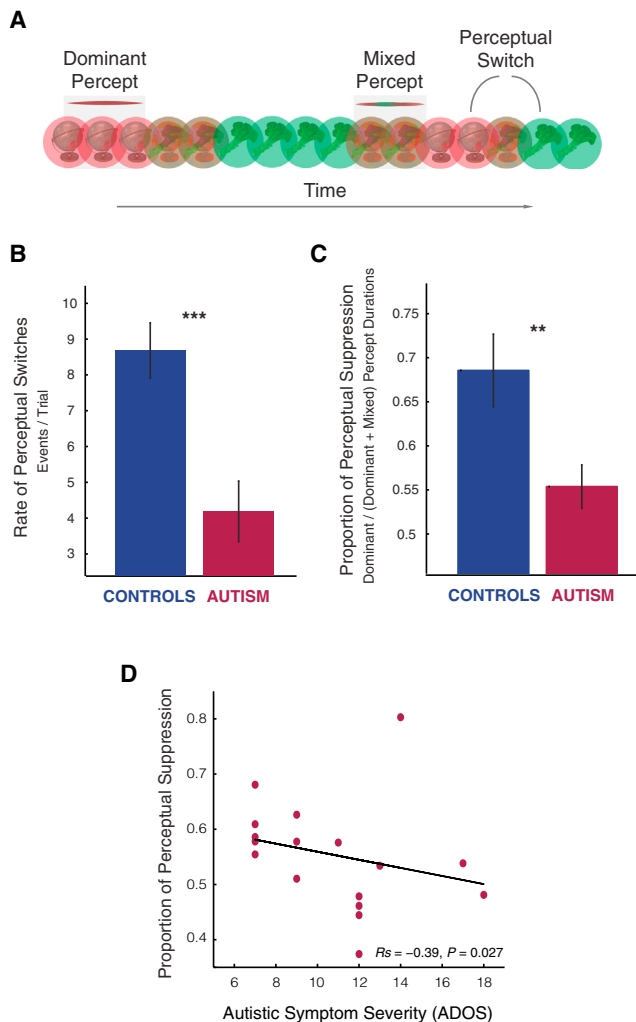 A
Dominant
Percept
Mixed
Percept
Perceptual
Switch
Time
B
Rate of Perceptual Switches
Events / Trial
10
9
8
7
6
5
4
3
***
CONTROLS
AUTISM
C
Proportion of Perceptual Suppression
Dominant / (Dominant + Mixed) Percept Durations
0.75
0.7
0.65
0.6
0.55
0.5
**
CONTROLS
AUTISM
D
Proportion of Perceptual Suppression
0.8
0.7
0.6
0.5
0.4
Rs = −0.39, P = 0.027
6 8 10 12 14 16 18
Autistic Symptom Severity (ADOS)